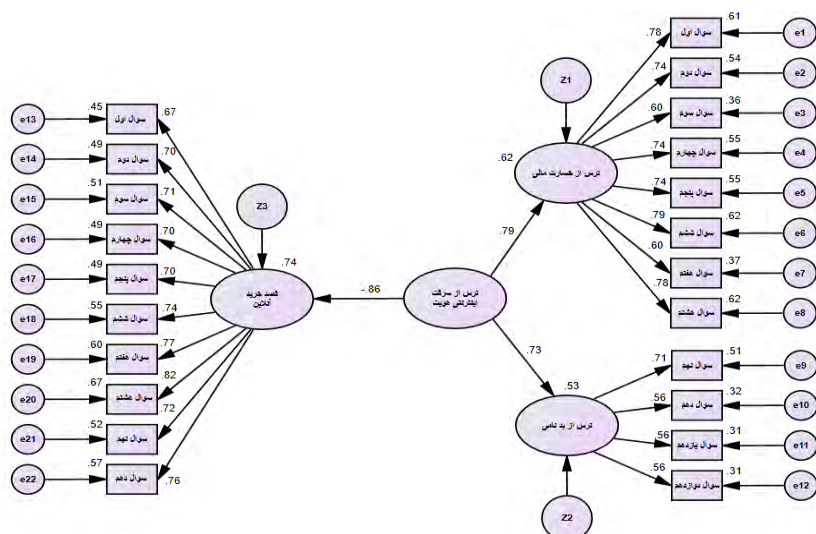 .61
.78
سوال اول
e1
Z1
.74
.54
سوال دوم
e2
.60
.36
سوال سوم
e3
.62
ترس از خسارت مالی
.74
.55
سوال چهارم
e4
.74
.55
سوال پنجم
e5
.79
.62
سوال ششم
e6
.60
.37
سوال هفتم
e7
.78
.62
سوال هشتم
e8
.79
ترس از سرقت
اینترنتی هویت
-.86
.73
.53
ترس از بد نامی
Z2
.71
.51
سوال نهم
e9
.56
.32
سوال دهم
e10
.56
.31
سوال یازدهم
e11
.56
.31
سوال دوازدهم
e12
Z3
.74
قصد خرید
آنلاین
e13
.45
سوال اول
.67
e14
.49
سوال دوم
.70
e15
.51
سوال سوم
.71
e16
.49
سوال چهارم
.70
e17
.49
سوال پنجم
.70
e18
.55
سوال ششم
.74
e19
.60
سوال هفتم
.77
e20
.67
سوال هشتم
.82
e21
.52
سوال نهم
.72
e22
.57
سوال دهم
.76